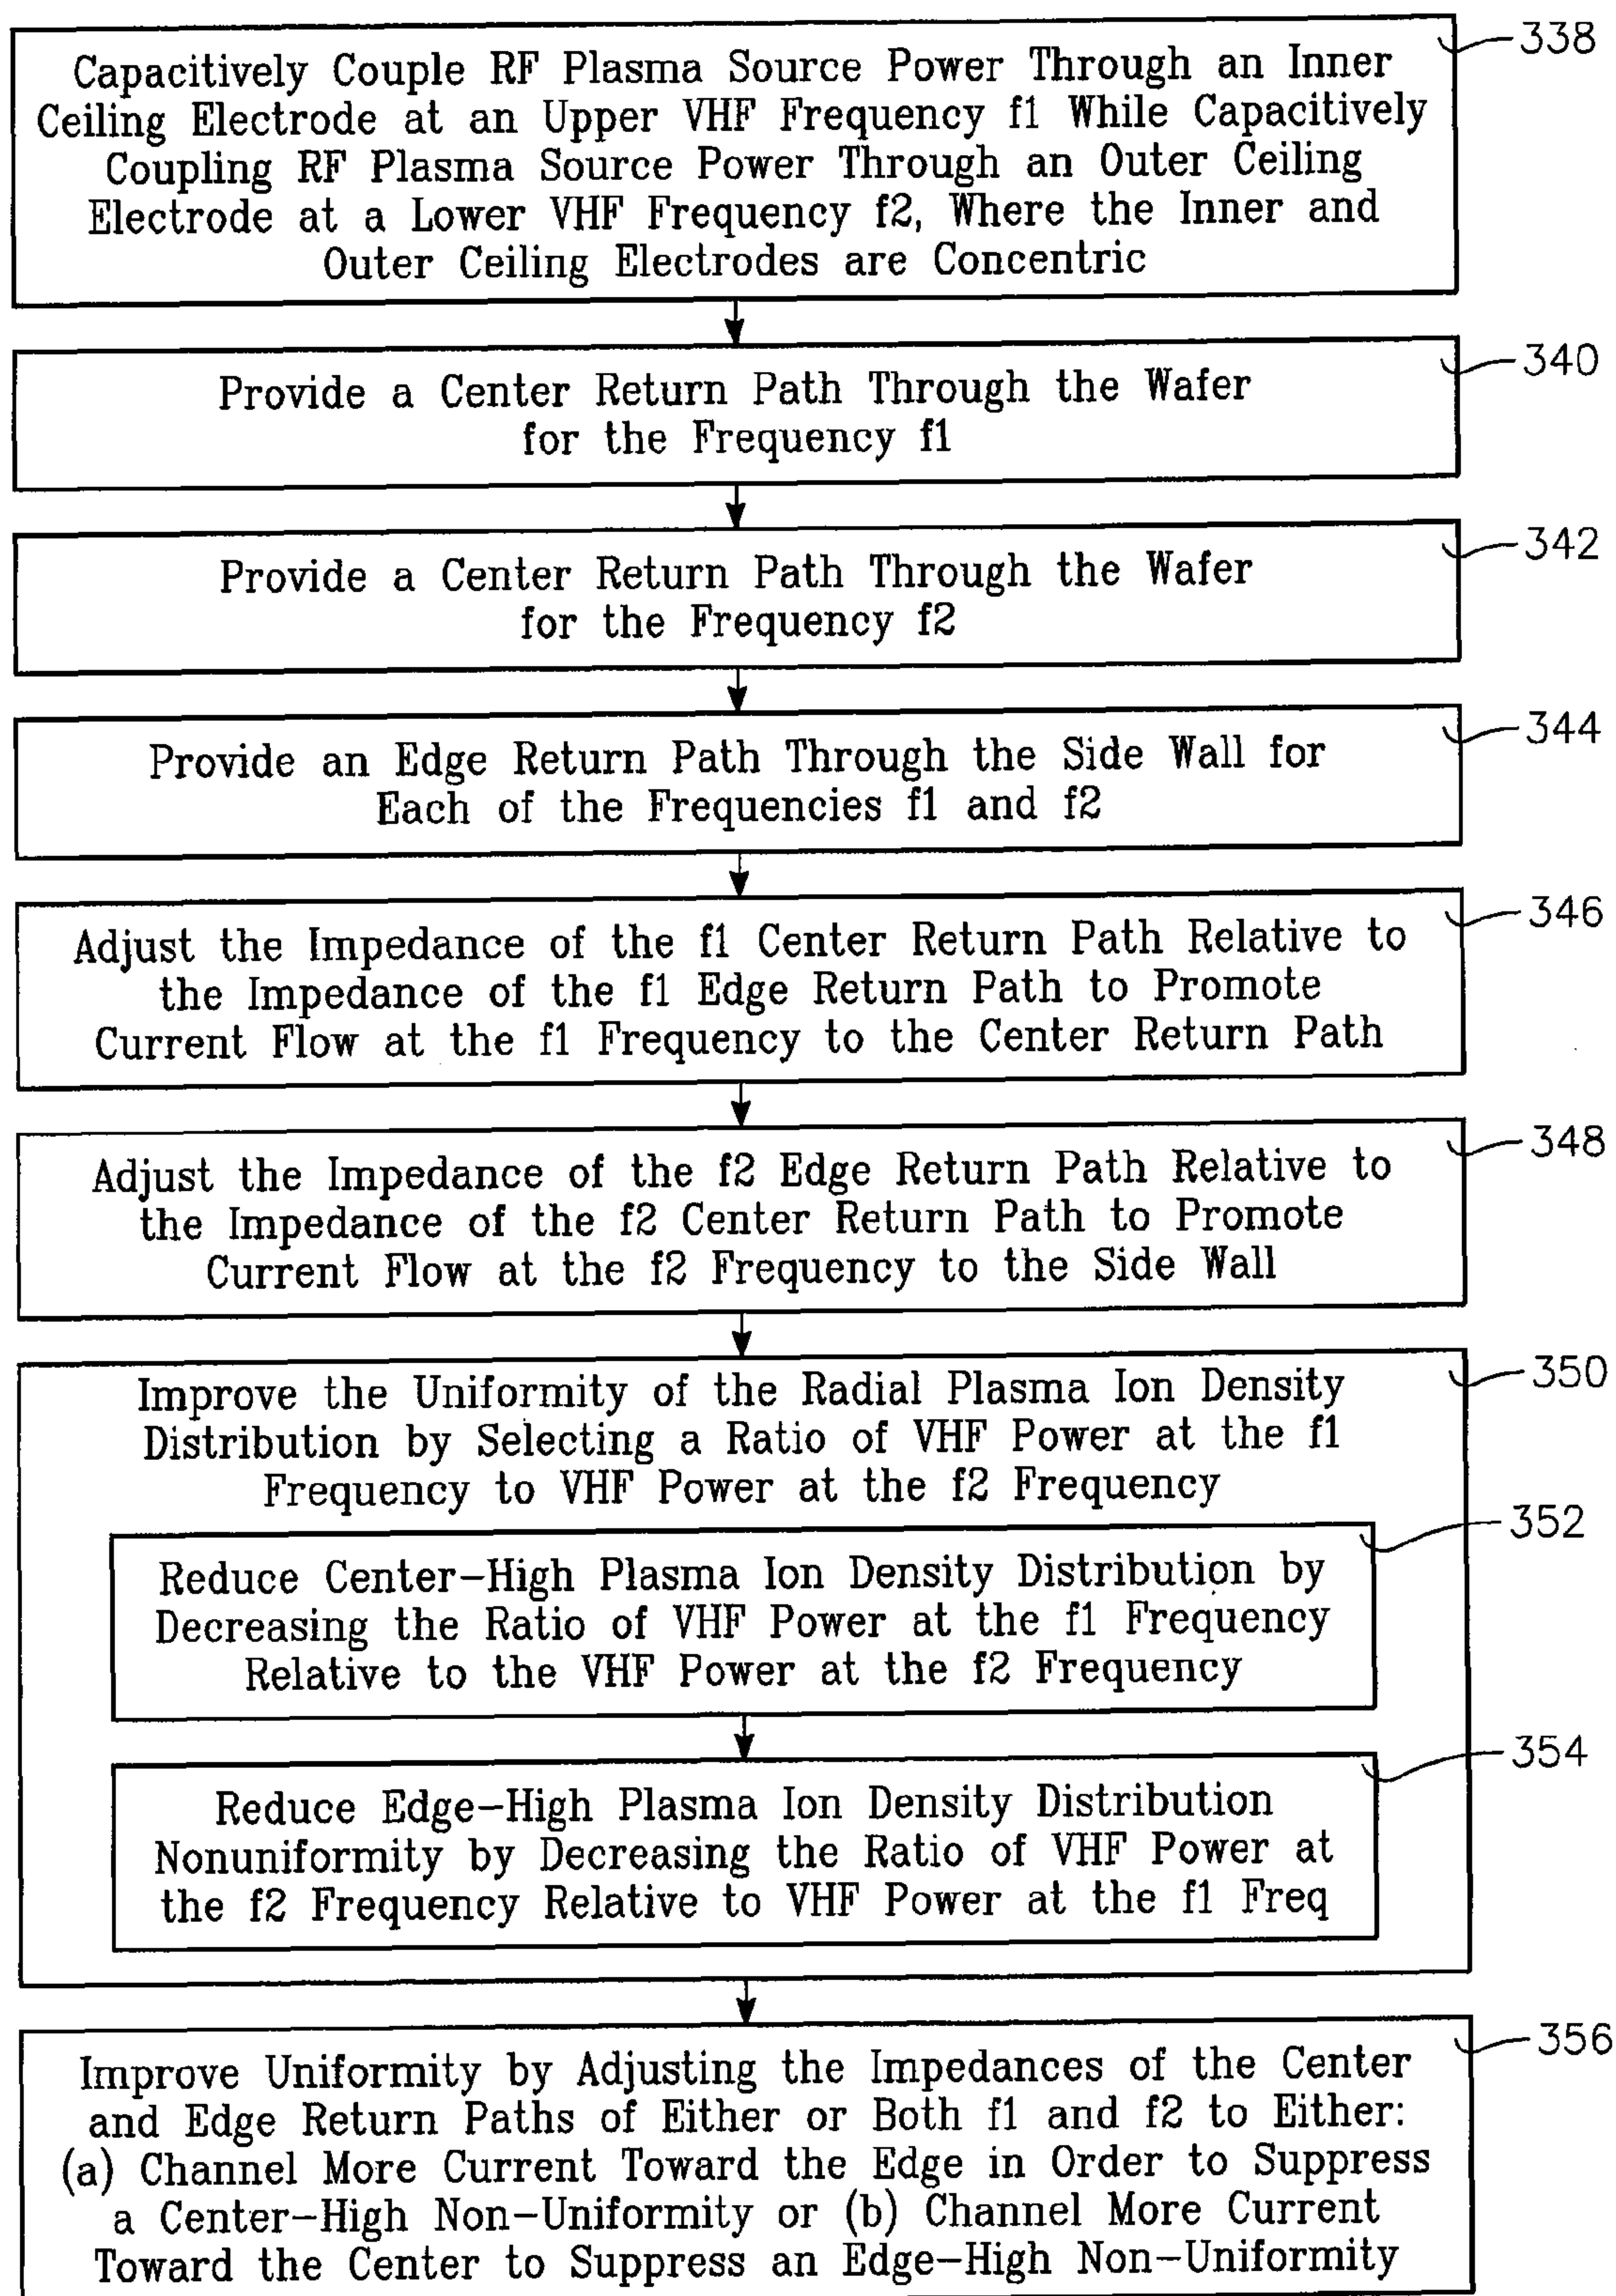 338
Capacitively Couple RF Plasma Source Power Through an Inner
Ceiling Electrode at an Upper VHF Frequency f1 While Capacitively
Coupling RF Plasma Source Power Through an Outer Ceiling
Electrode at a Lower VHF Frequency f2, Where the Inner and
Outer Ceiling Electrodes are Concentric
340
Provide a Center Return Path Through the Wafer
for the Frequency f1
342
Provide a Center Return Path Through the Wafer
for the Frequency f2
344
Provide an Edge Return Path Through the Side Wall for
Each of the Frequencies f1 and f2
346
Adjust the Impedance of the f1 Center Return Path Relative to
the Impedance of the f1 Edge Return Path to Promote
Current Flow at the f1 Frequency to the Center Return Path
348
Adjust the Impedance of the f2 Edge Return Path Relative to
the Impedance of the f2 Center Return Path to Promote
Current Flow at the f2 Frequency to the Side Wall
350
Improve the Uniformity of the Radial Plasma Ion Density
Distribution by Selecting a Ratio of VHF Power at the f1
Frequency to VHF Power at the f2 Frequency
352
Reduce Center-High Plasma Ion Density Distribution by
Decreasing the Ratio of VHF Power at the f1 Frequency
Relative to the VHF Power at the f2 Frequency
354
Reduce Edge-High Plasma Ion Density Distribution
Nonuniformity by Decreasing the Ratio of VHF Power at
the f2 Frequency Relative to VHF Power at the f1 Freq
356
Improve Uniformity by Adjusting the Impedances of the Center
and Edge Return Paths of Either or Both f1 and f2 to Either:
(a) Channel More Current Toward the Edge in Order to Suppress
a Center-High Non-Uniformity or (b) Channel More Current
Toward the Center to Suppress an Edge-High Non-Uniformity